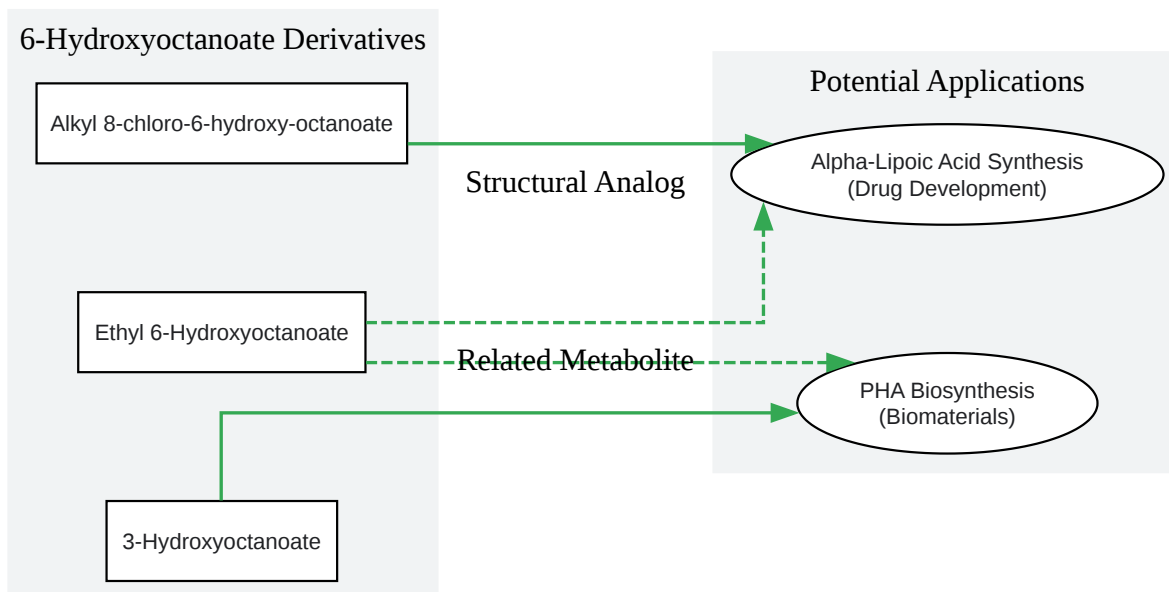 6-Hydroxyoctanoate Derivatives
Alkyl 8-chloro-6-hydroxy-octanoate
Ethyl 6-Hydroxyoctanoate
3-Hydroxyoctanoate
Structural Analog
Related Metabolite
Potential Applications
Alpha-Lipoic Acid Synthesis
(Drug Development)
PHA Biosynthesis
(Biomaterials)